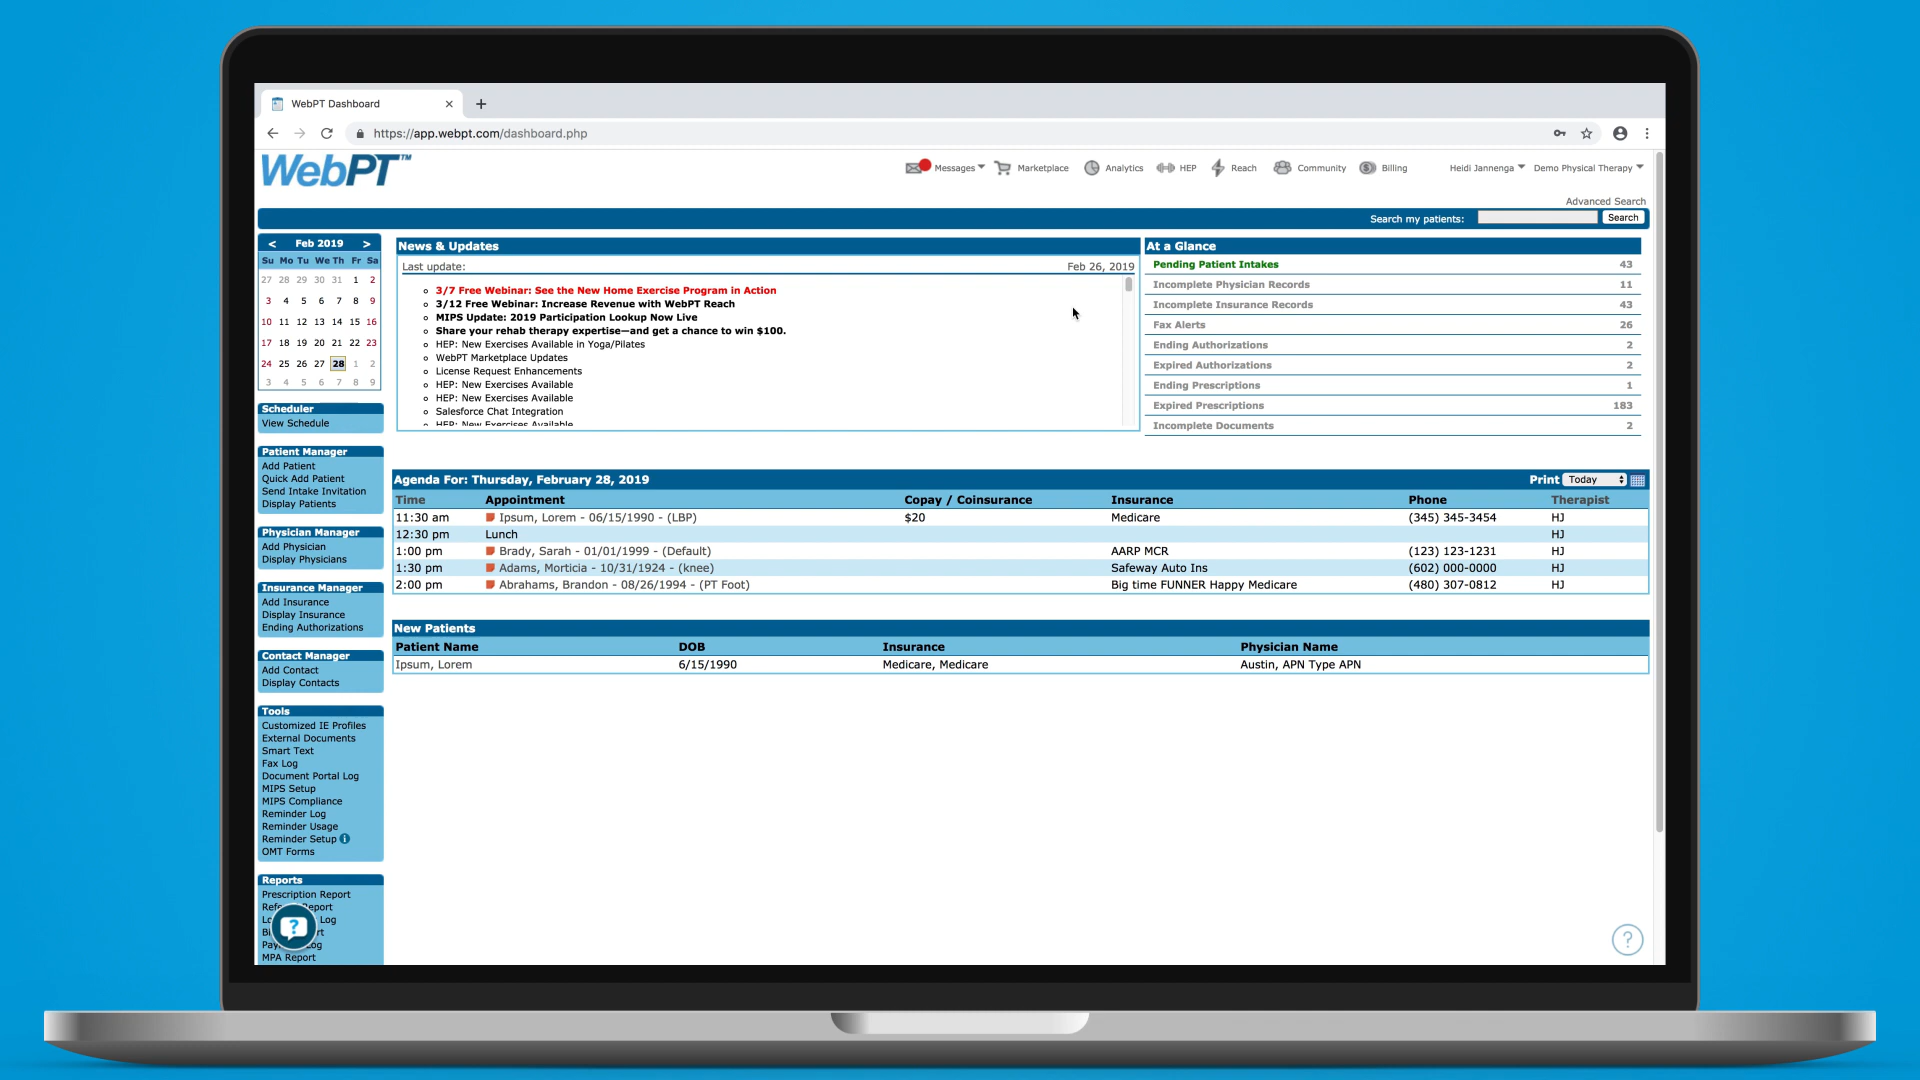 WebPT Dashboard
https://app.webpt.com/dashboard.php
WebPT™
Messages Marketplace Analytics HEP Reach Community Billing Heidi Jannenga Demo Physical Therapy
Advanced Search
Search my patients: Search
< Feb 2019 >
Su Mo Tu We Th Fr Sa
27 28 29 30 31 1 2
3 4 5 6 7 8 9
10 11 12 13 14 15 16
17 18 19 20 21 22 23
24 25 26 27 28 1 2
3 4 5 6 7 8 9
Scheduler
View Schedule
Patient Manager
Add Patient
Quick Add Patient
Send Intake Invitation
Display Patients
Physician Manager
Add Physician
Display Physicians
Insurance Manager
Add Insurance
Display Insurance
Ending Authorizations
Contact Manager
Add Contact
Display Contacts
Tools
Customized IE Profiles
External Documents
Smart Text
Fax Log
Document Portal Log
MIPS Setup
MIPS Compliance
Reminder Log
Reminder Usage
Reminder Setup i
OMT Forms
Reports
Prescription Report
Log
MPA Report
?
News & Updates
Last update: Feb 26, 2019
3/7 Free Webinar: See the New Home Exercise Program in Action
3/12 Free Webinar: Increase Revenue with WebPT Reach
MIPS Update: 2019 Participation Lookup Now Live
Share your rehab therapy expertise—and get a chance to win $100.
HEP: New Exercises Available in Yoga/Pilates
WebPT Marketplace Updates
License Request Enhancements
HEP: New Exercises Available
HEP: New Exercises Available
Salesforce Chat Integration
HEP: New Exercises Available
At a Glance
Pending Patient Intakes 43
Incomplete Physician Records 11
Incomplete Insurance Records 43
Fax Alerts 26
Ending Authorizations 2
Expired Authorizations 2
Ending Prescriptions 1
Expired Prescriptions 183
Incomplete Documents 2
Agenda For: Thursday, February 28, 2019 Print Today
Time Appointment Copay / Coinsurance Insurance Phone Therapist
11:30 am Ipsum, Lorem - 06/15/1990 - (LBP) $20 Medicare (345) 345-3454 HJ
12:30 pm Lunch HJ
1:00 pm Brady, Sarah - 01/01/1999 - (Default) AARP MCR (123) 123-1231 HJ
1:30 pm Adams, Morticia - 10/31/1924 - (knee) Safeway Auto Ins (602) 000-0000 HJ
2:00 pm Abrahams, Brandon - 08/26/1994 - (PT Foot) Big time FUNNER Happy Medicare (480) 307-0812 HJ
New Patients
Patient Name DOB Insurance Physician Name
Ipsum, Lorem 6/15/1990 Medicare, Medicare Austin, APN Type APN
?